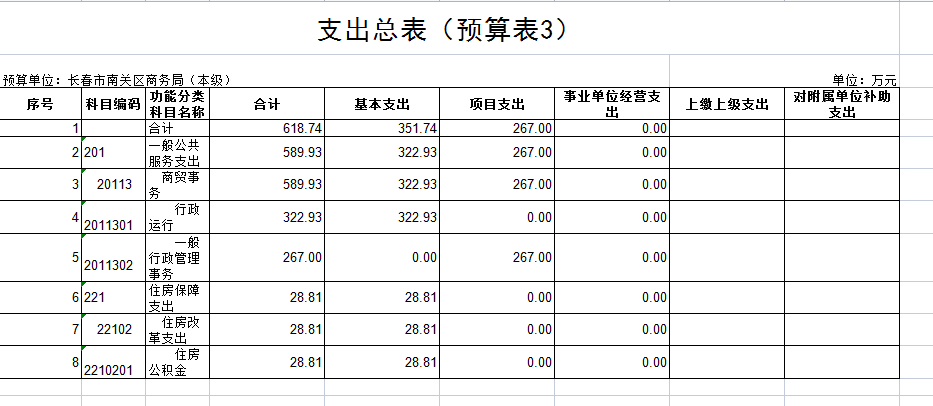 支出总表（预算表3）
预算单位：长春市南关区商务局（本级） 单位：万元
序号 科目编码 功能分类科目名称 合计 基本支出 项目支出 事业单位经营支出 上缴上级支出 对附属单位补助支出
1 合计 618.74 351.74 267.00 0.00
2 201 一般公共服务支出 589.93 322.93 267.00 0.00
3 20113 商贸事务 589.93 322.93 267.00 0.00
4 2011301 行政运行 322.93 322.93 0.00 0.00
5 2011302 一般行政管理事务 267.00 0.00 267.00 0.00
6 221 住房保障支出 28.81 28.81 0.00 0.00
7 22102 住房改革支出 28.81 28.81 0.00 0.00
8 2210201 住房公积金 28.81 28.81 0.00 0.00